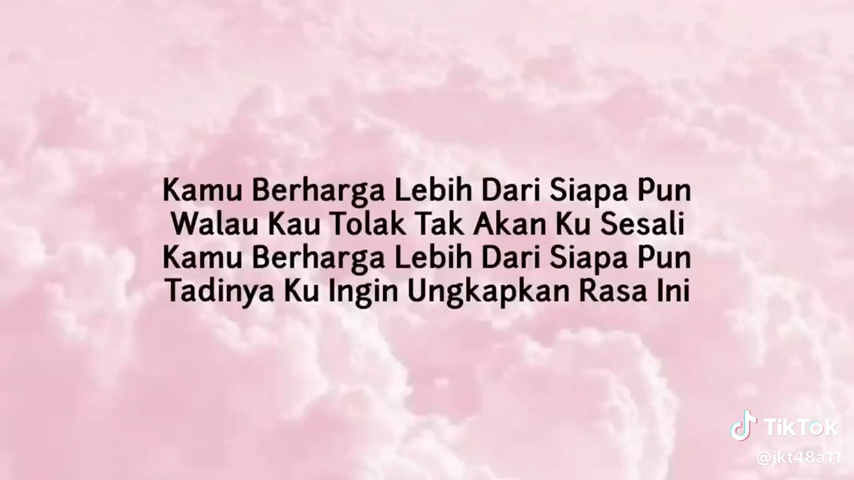 Kamu Berharga Lebih Dari Siapa Pun
Walau Kau Tolak Tak Akan Ku Sesali
Kamu Berharga Lebih Dari Siapa Pun
Tadinya Ku Ingin Ungkapkan Rasa Ini
TikTok
@jkt48a11